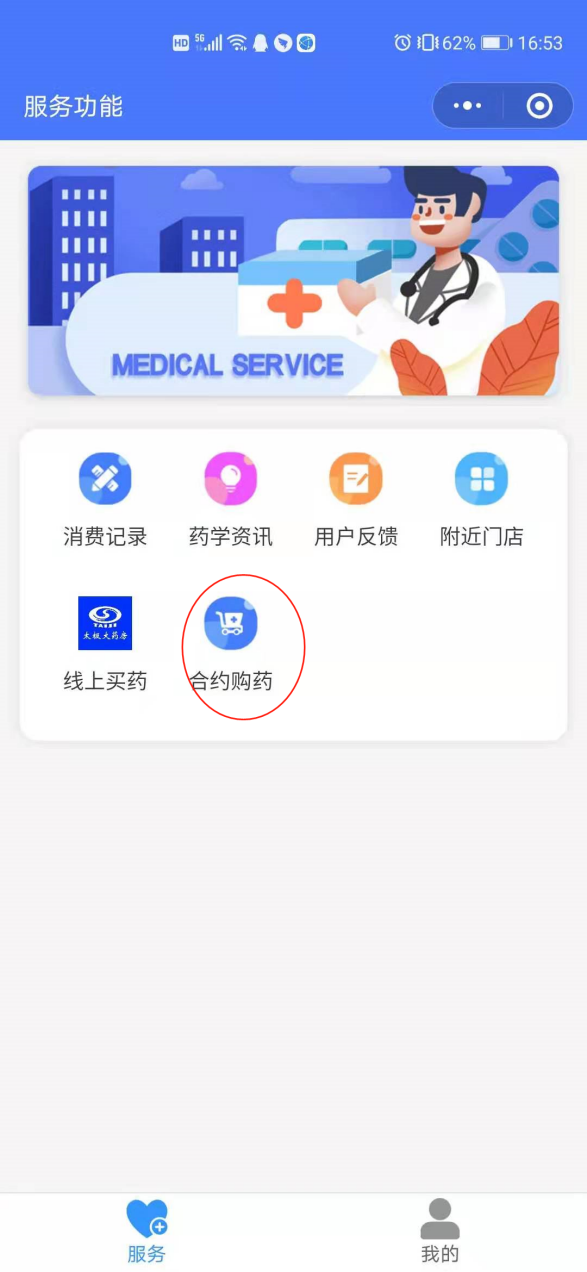 HD 5G 62% 16:53
服务功能
MEDICAL SERVICE
消费记录 药学资讯 用户反馈 附近门店
TAIJI
太极大药房
线上买药 合约购药
服务 我的